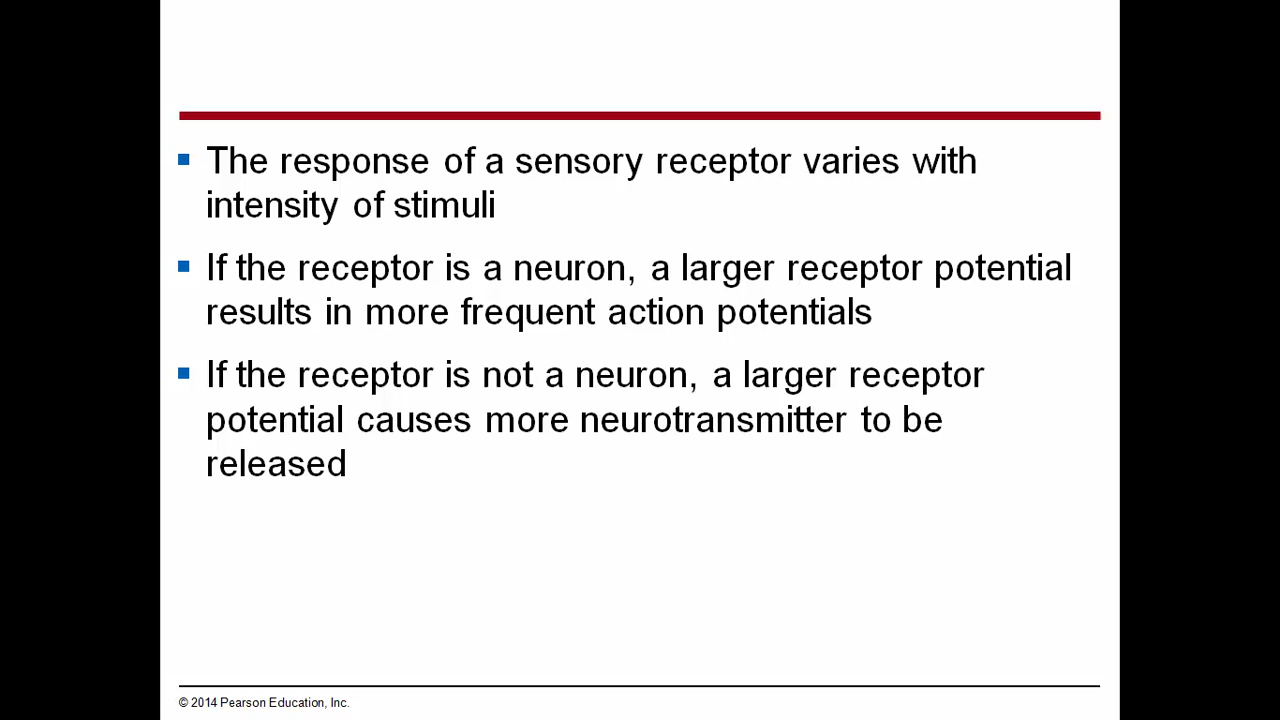 The response of a sensory receptor varies with
intensity of stimuli
If the receptor is a neuron, a larger receptor potential
results in more frequent action potentials
If the receptor is not a neuron, a larger receptor
potential causes more neurotransmitter to be
released
© 2014 Pearson Education, Inc.